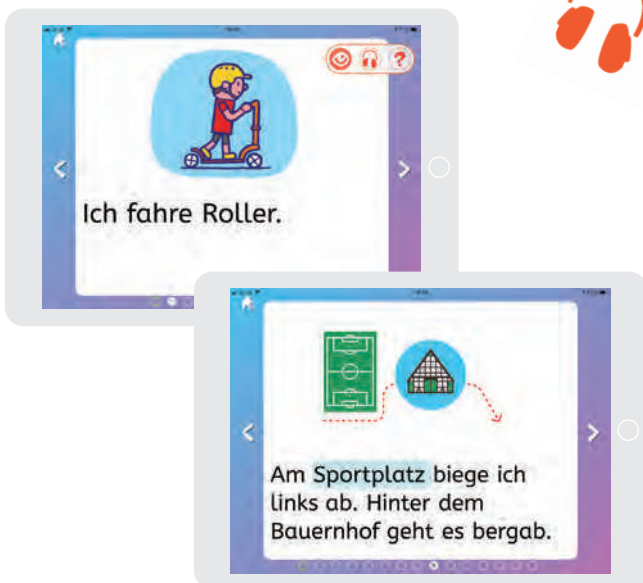 ?
Ich fahre Roller.
Am Sportplatz biege ich
links ab. Hinter dem
Bauernhof geht es bergab.